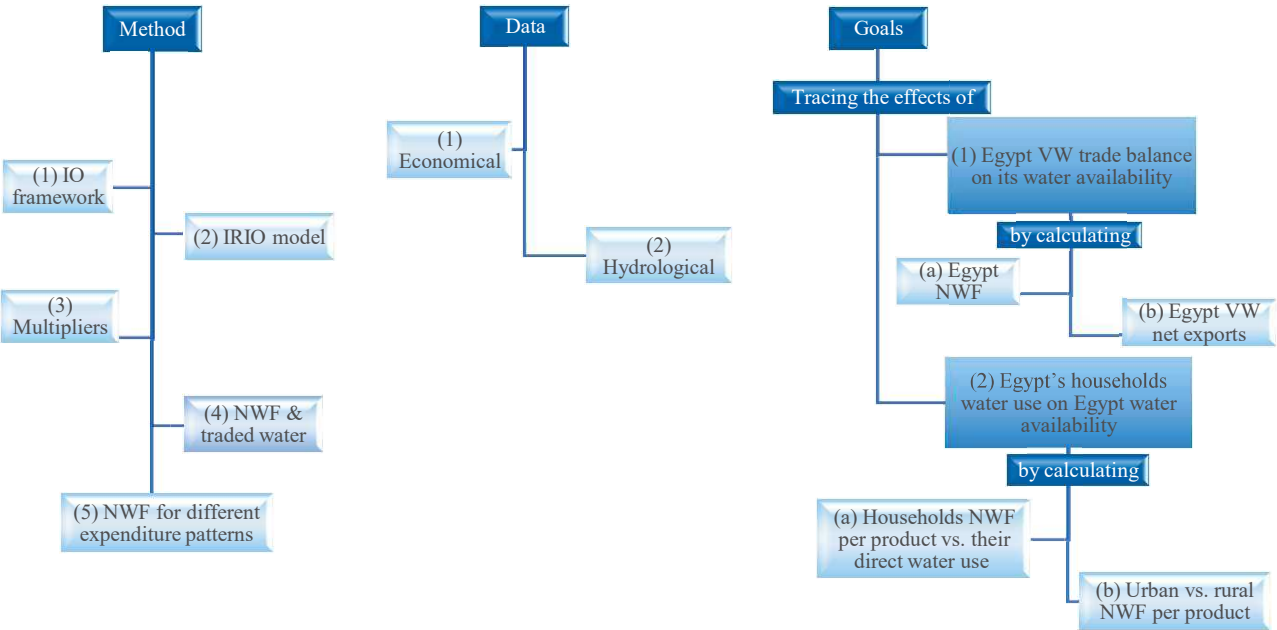 Method
(1) IO
framework
(2) IRIO model
(3)
Multipliers
(4) NWF &
traded water
(5) NWF for different
expenditure patterns
Data
(1)
Economical
(2)
Hydrological
Goals
Tracing the effects of
(1) Egypt VW trade balance
on its water availability
by calculating
(a) Egypt
NWF
(b) Egypt VW
net exports
(2) Egypt’s households
water use on Egypt water
availability
by calculating
(a) Households NWF
per product vs. their
direct water use
(b) Urban vs. rural
NWF per product